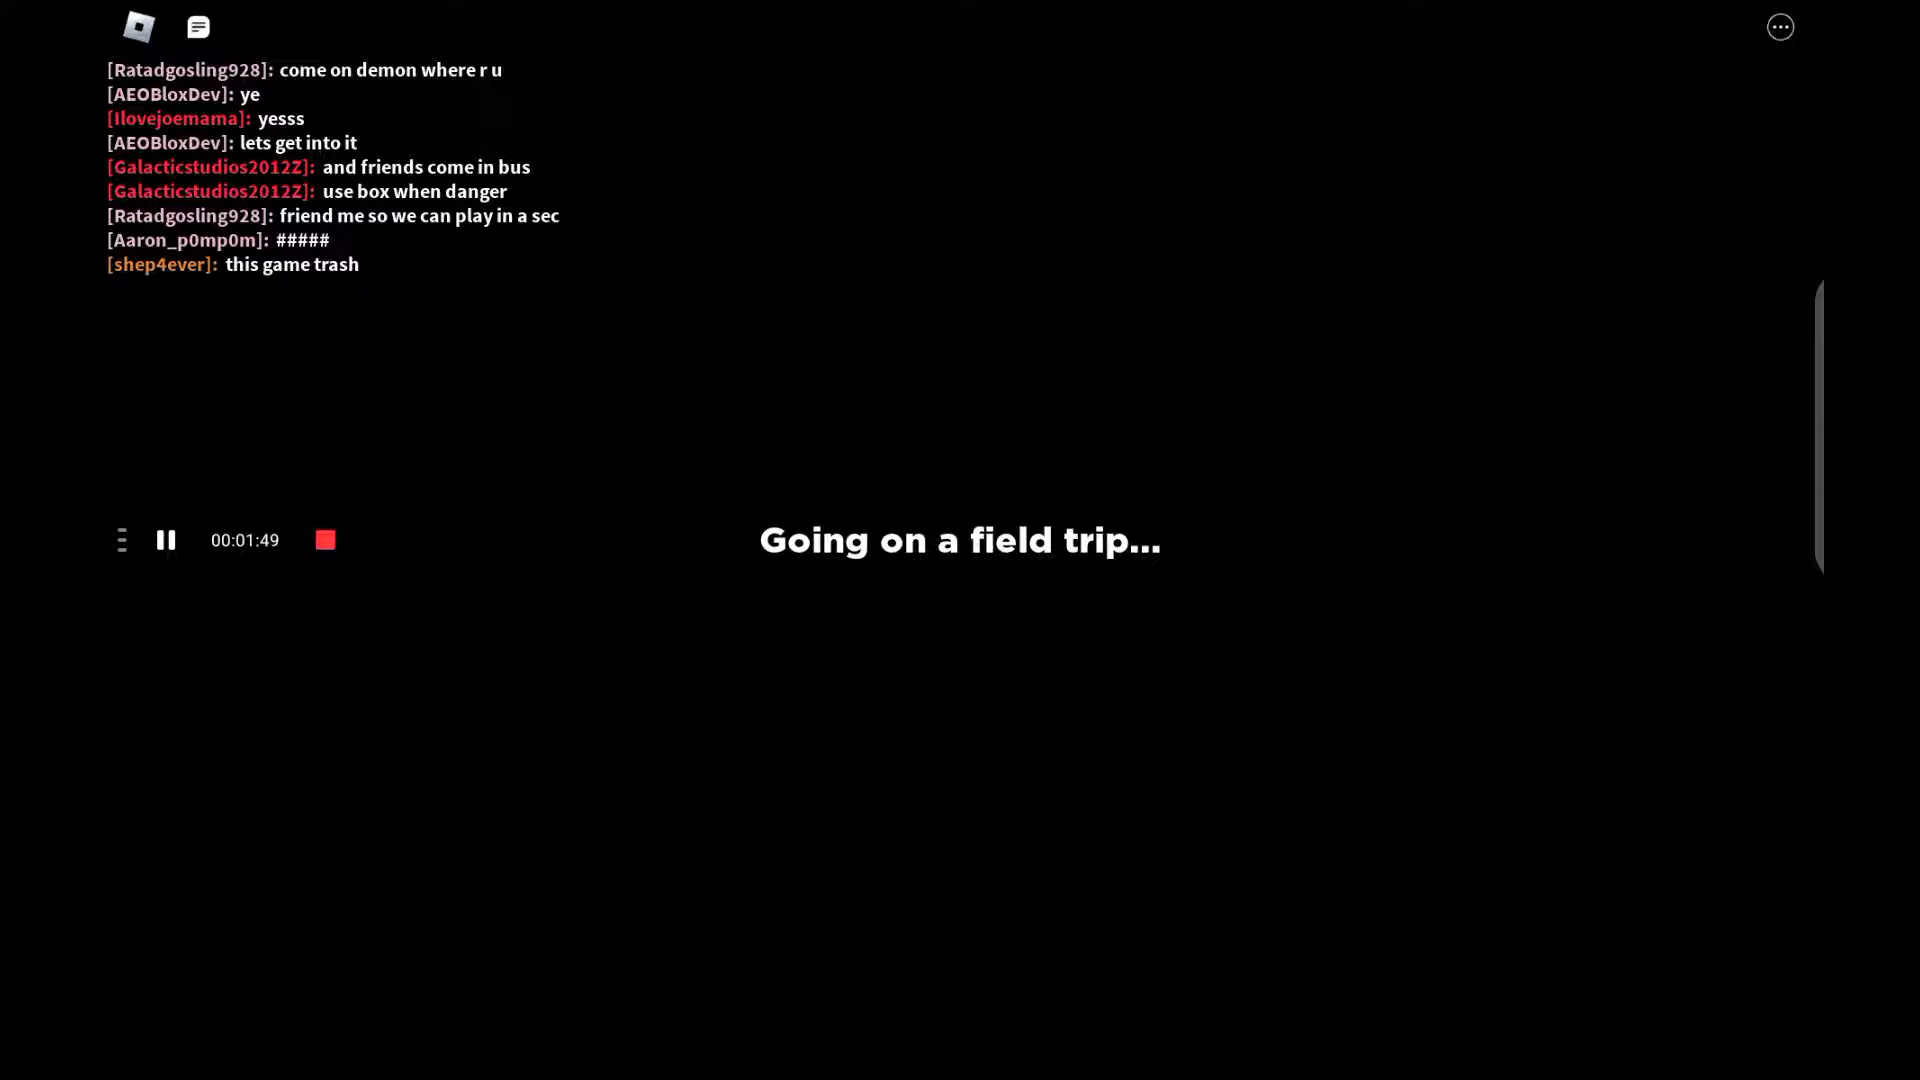 [Ratadgosling928]: come on demon where r u
[AEOBloxDev]: ye
[Ilovejoemama]: yesss
[AEOBloxDev]: lets get into it
[Galacticstudios2012Z]: and friends come in bus
[Galacticstudios2012Z]: use box when danger
[Ratadgosling928]: friend me so we can play in a sec
[Aaron_p0mp0m]: #####
[shep4ever]: this game trash
00:01:49
Going on a field trip...